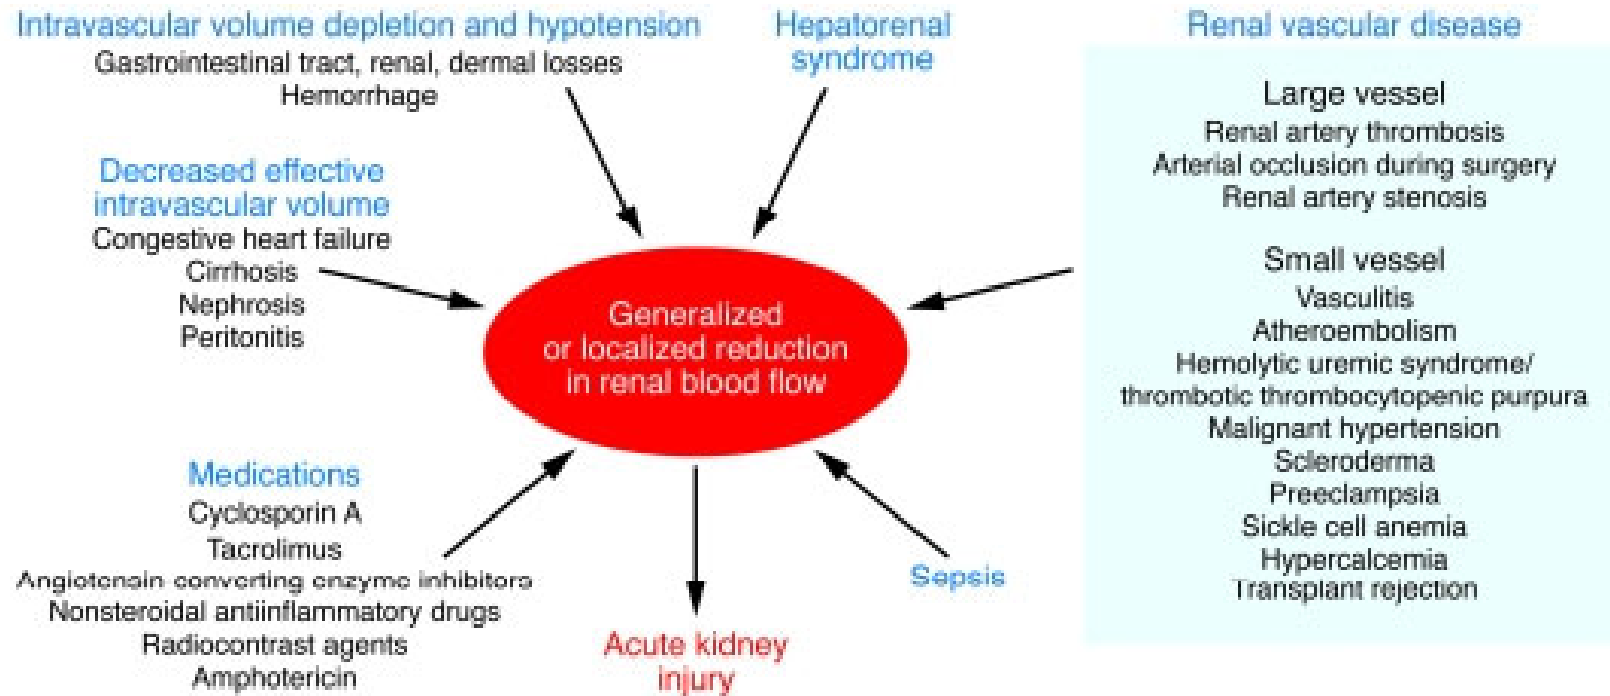 Intravascular volume depletion and hypotension
Gastrointestinal tract, renal, dermal losses
Hemorrhage
Hepatorenal
syndrome
Renal vascular disease
Large vessel
Renal artery thrombosis
Arterial occlusion during surgery
Renal artery stenosis
Small vessel
Vasculitis
Atheroembolism
Hemolytic uremic syndrome/
thrombotic thrombocytopenic purpura
Malignant hypertension
Scleroderma
Preeclampsia
Sickle cell anemia
Hypercalcemia
Transplant rejection
Decreased effective
intravascular volume
Congestive heart failure
Cirrhosis
Nephrosis
Peritonitis
Generalized
or localized reduction
in renal blood flow
Medications
Cyclosporin A
Tacrolimus
Angiotensin converting enzyme inhibitors
Nonsteroidal antiinflammatory drugs
Radiocontrast agents
Amphotericin
Sepsis
Acute kidney
injury